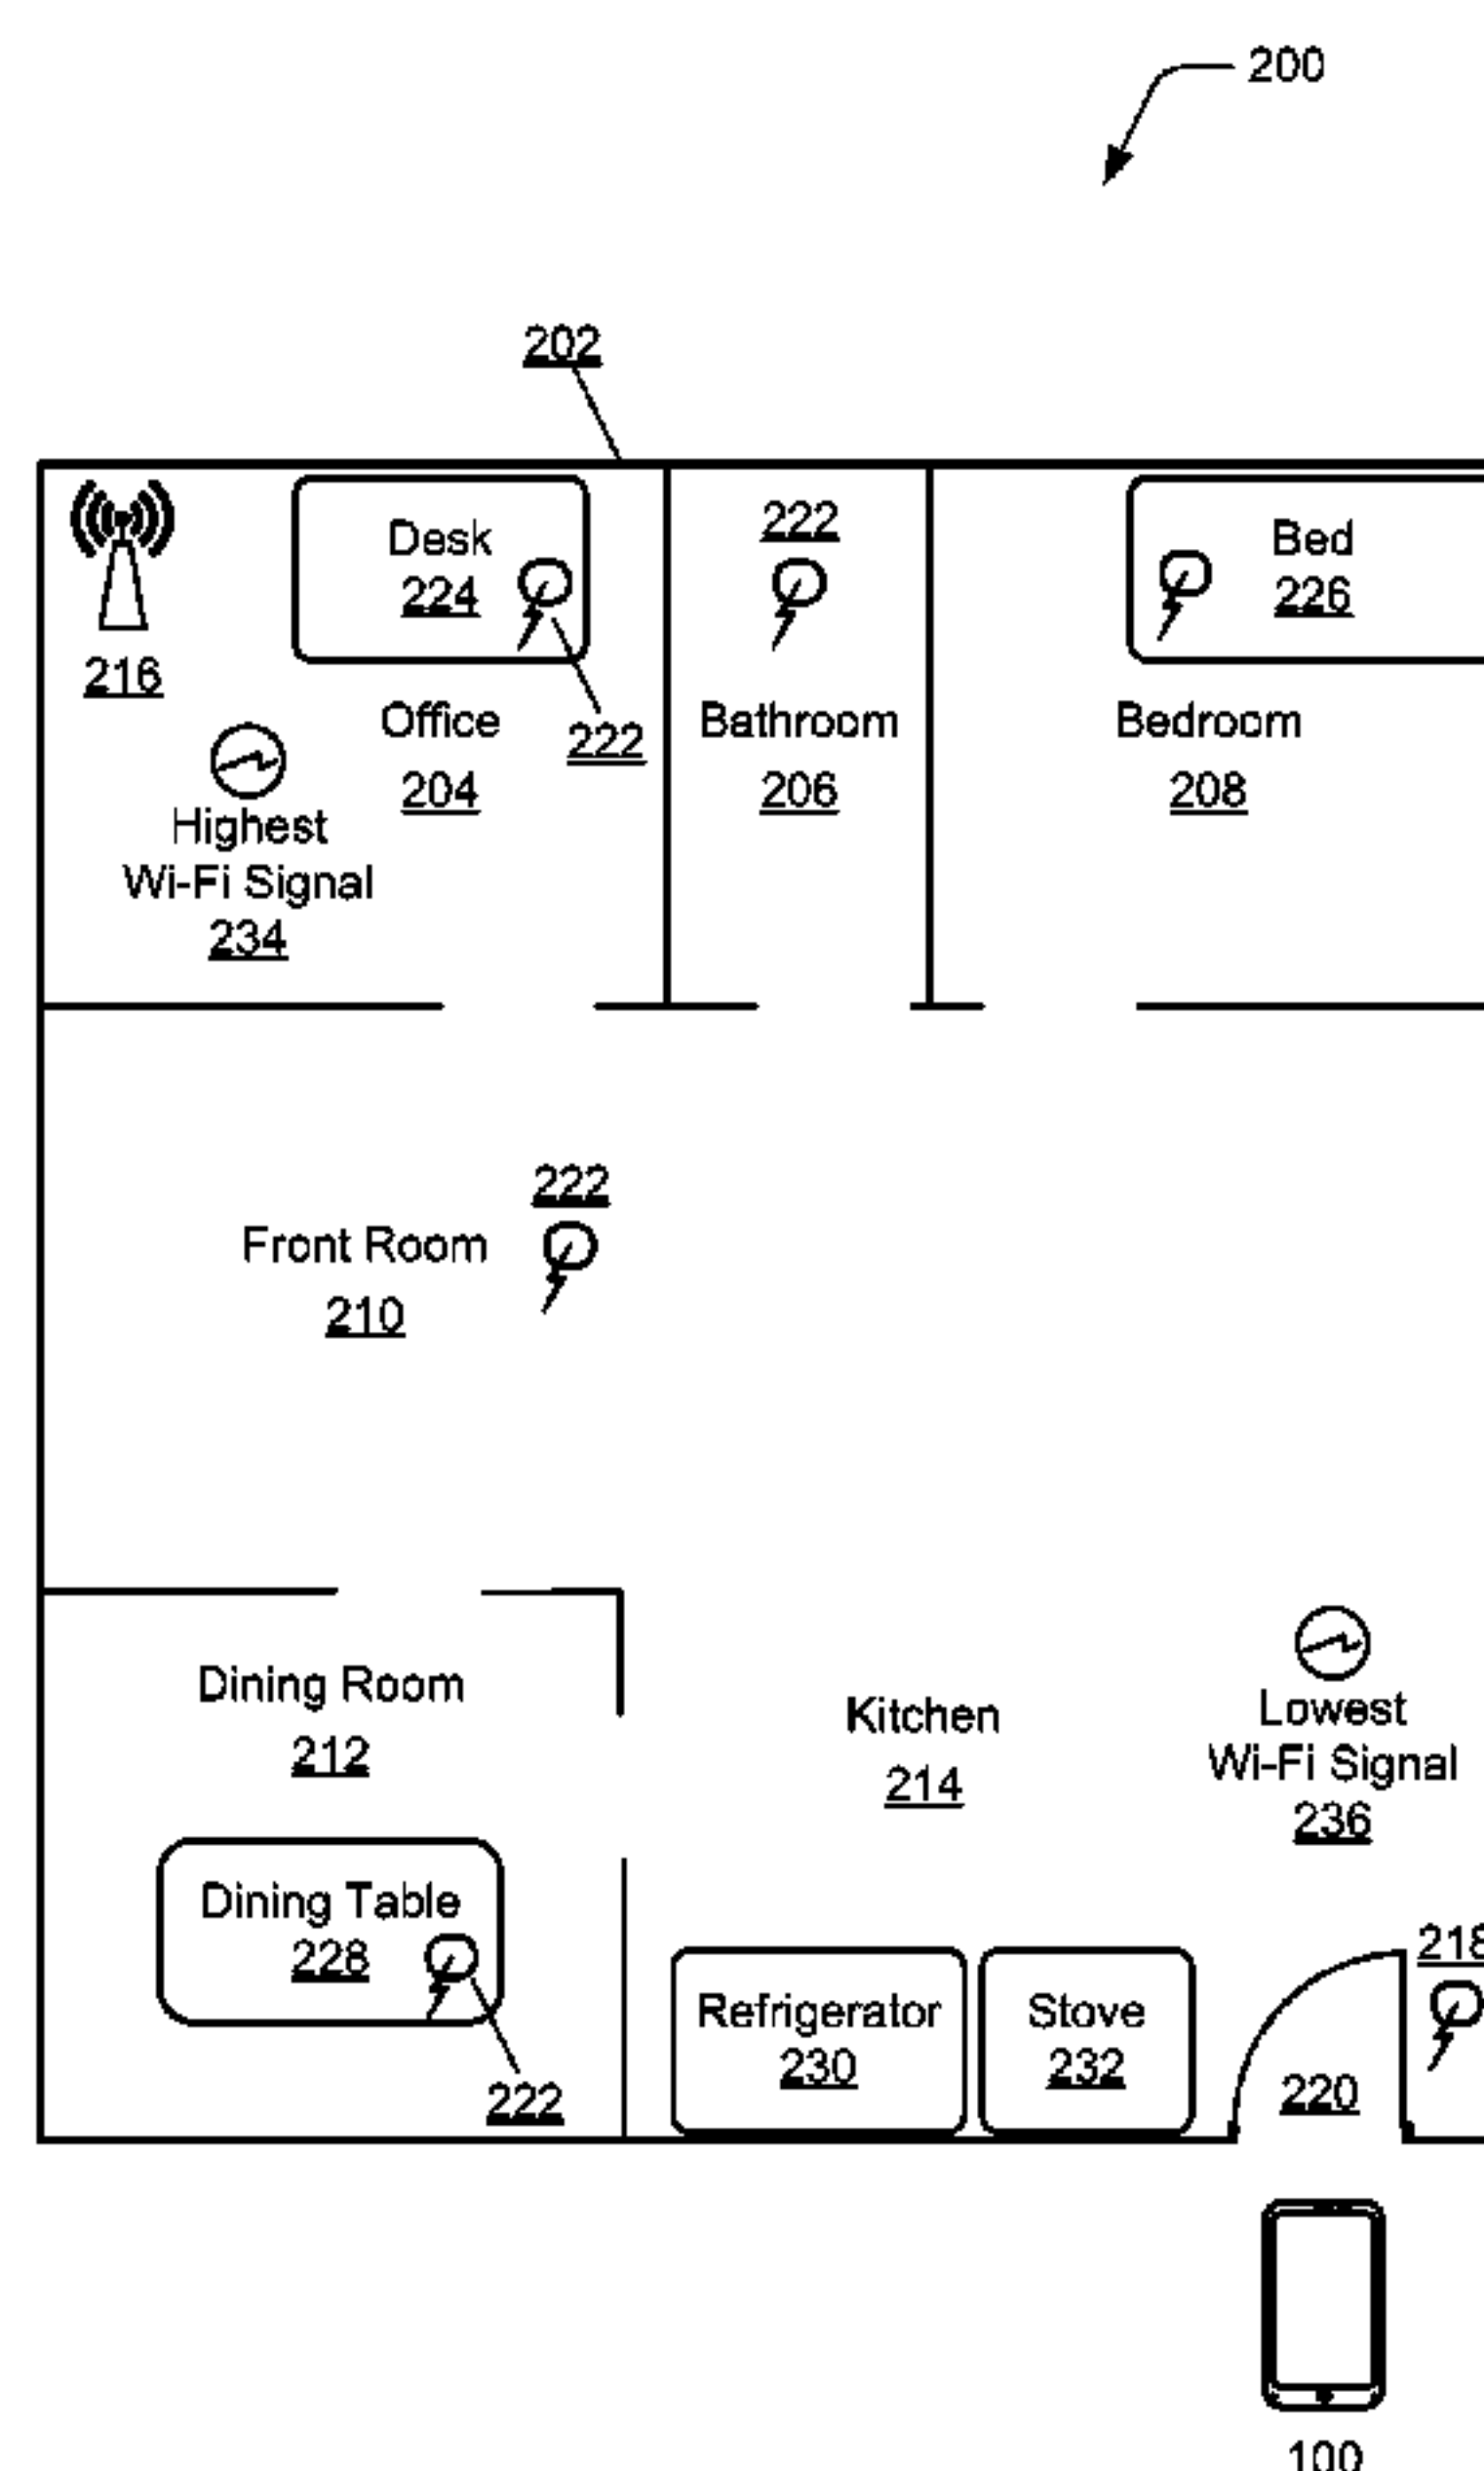 200
202
Desk
224
222
Bed
226
216
Office
204
222
Bathroom
206
Bedroom
208
Highest
Wi-Fi Signal
234
222
Front Room
210
Dining Room
212
Kitchen
214
Lowest
Wi-Fi Signal
236
Dining Table
228
222
Refrigerator
230
Stove
232
218
220
100